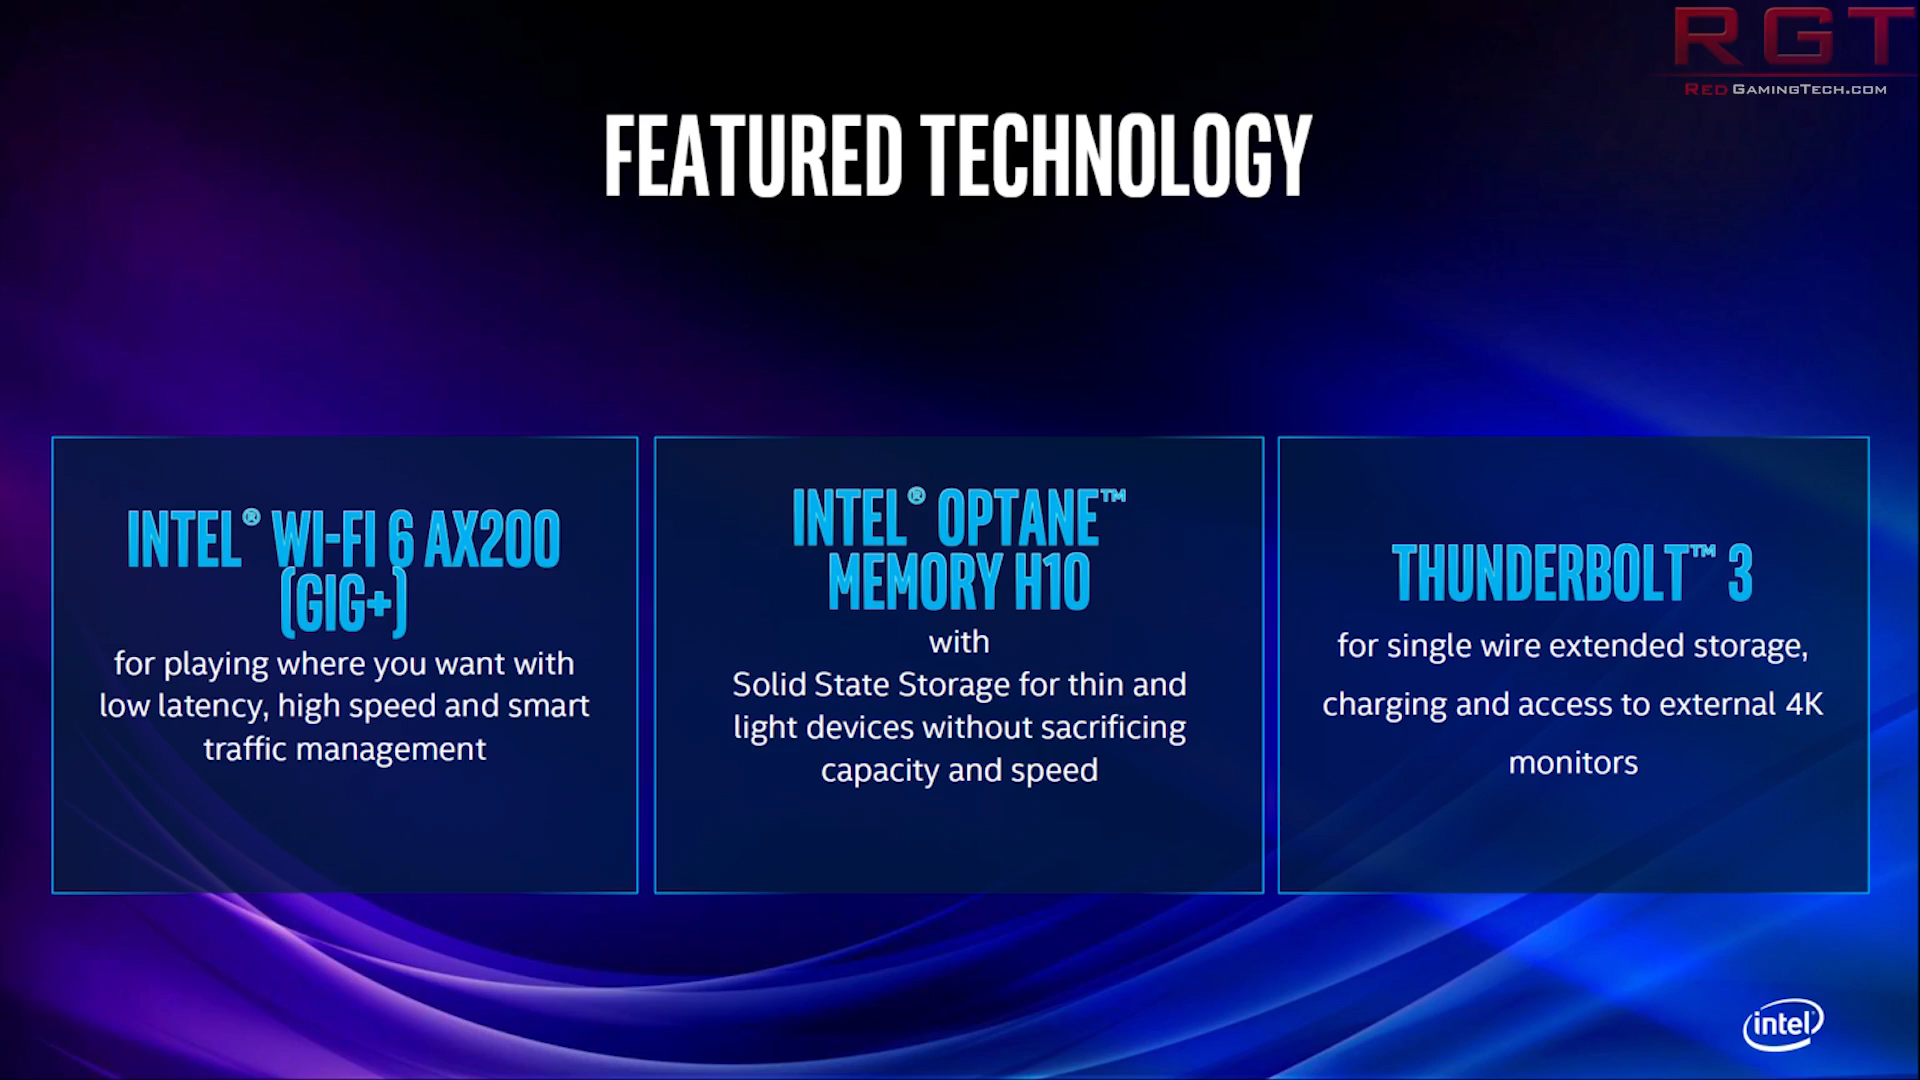 RGT
RedGamingTech.com
FEATURED TECHNOLOGY
INTEL® WI-FI 6 AX200
(GIG+)
for playing where you want with
low latency, high speed and smart
traffic management
INTEL® OPTANE™
MEMORY H10
with
Solid State Storage for thin and
light devices without sacrificing
capacity and speed
THUNDERBOLT™ 3
for single wire extended storage,
charging and access to external 4K
monitors
intel